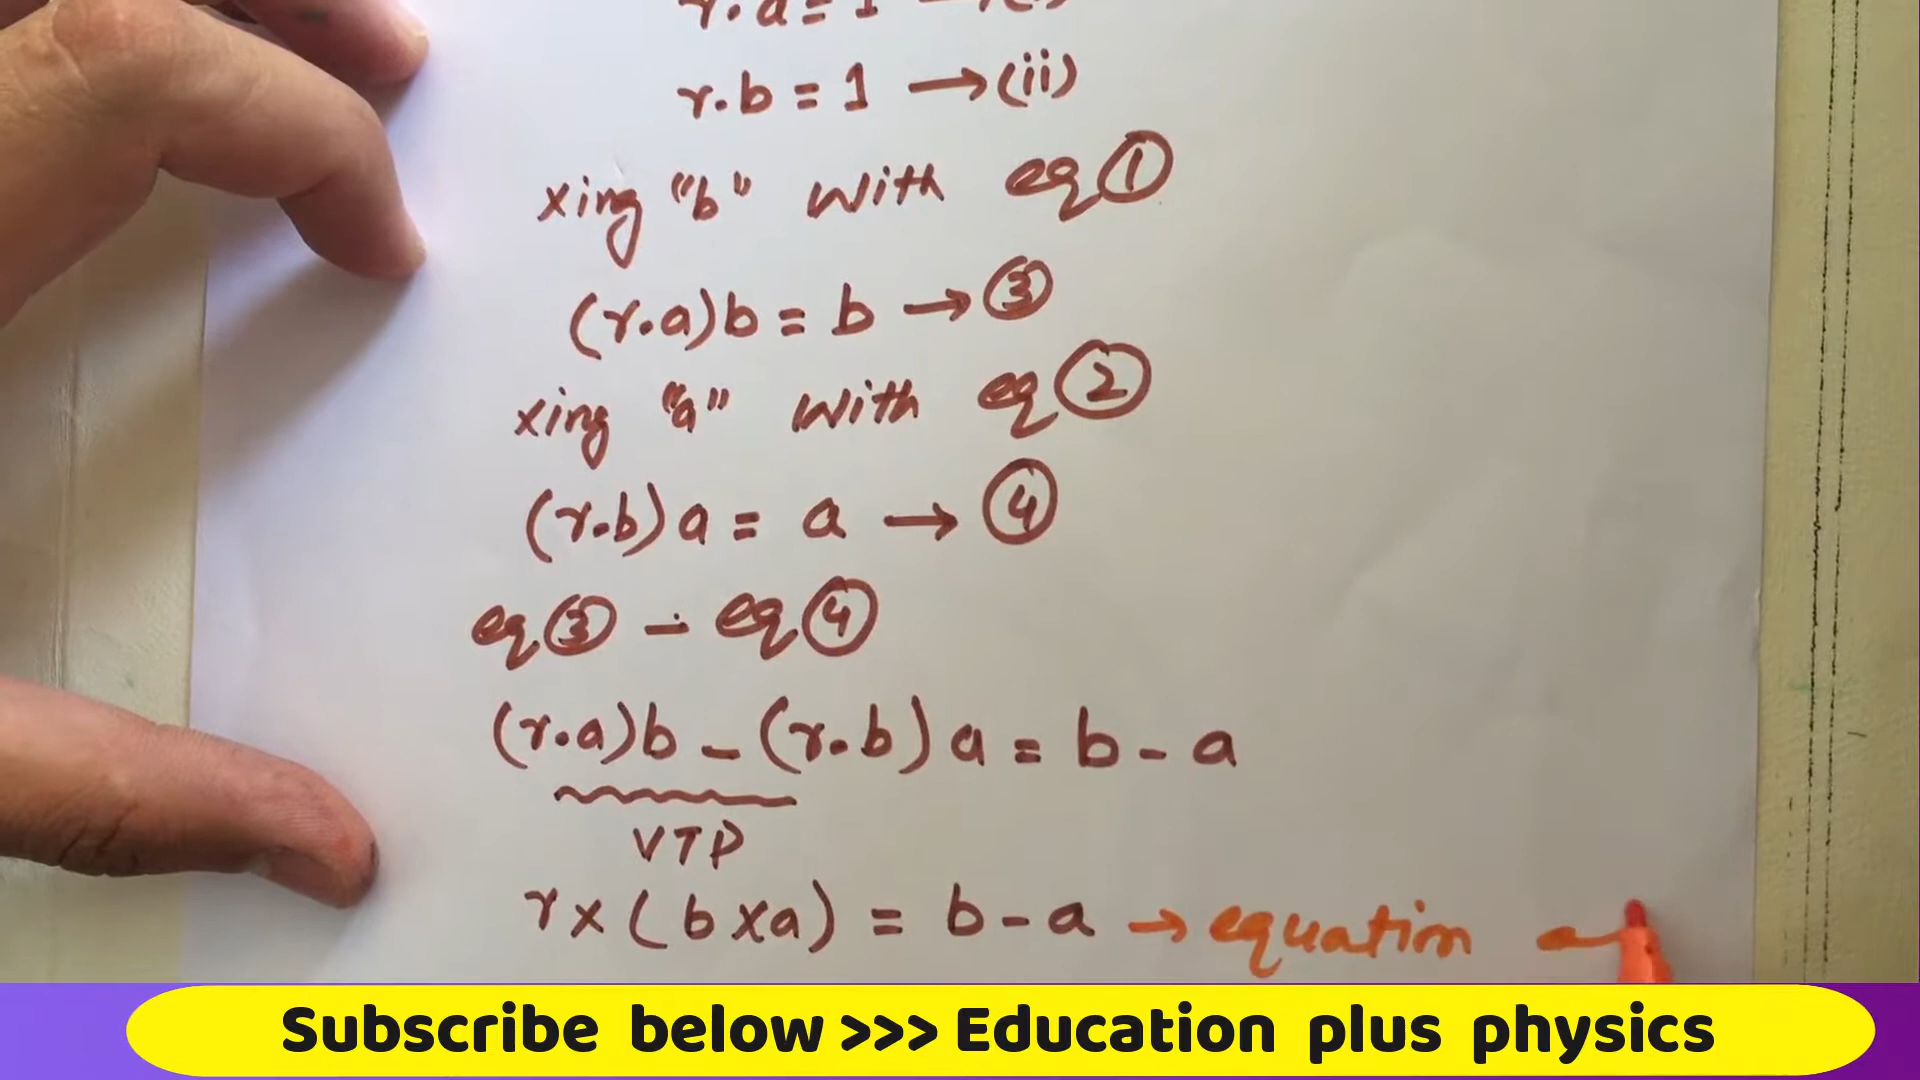 r.a = 1
r.b = 1 → (ii)
xing "b" with eq ①
(r.a)b = b → ③
xing "a" with eq ②
(r.b)a = a → ④
eq ③ - eq ④
(r.a)b - (r.b)a = b - a
VTP
r x (b x a) = b - a → equation
Subscribe below >>> Education plus physics